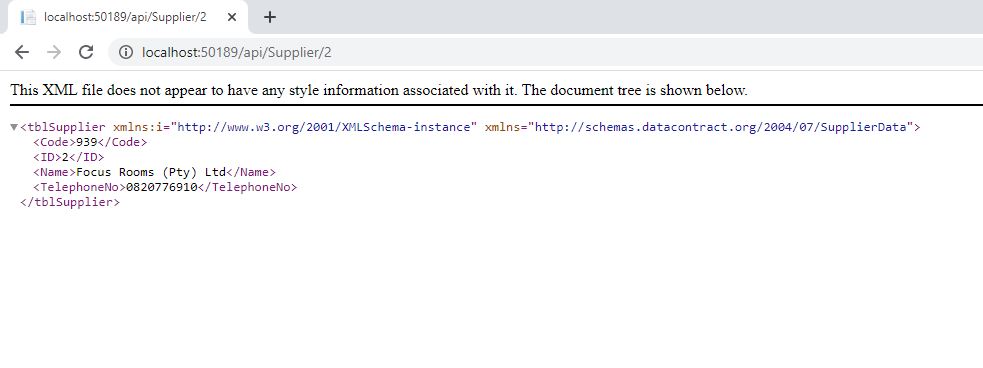 localhost:50189/api/Supplier/2
localhost:50189/api/Supplier/2
This XML file does not appear to have any style information associated with it. The document tree is shown below.
▼<tblSupplier xmlns:i="http://www.w3.org/2001/XMLSchema-instance" xmlns="http://schemas.datacontract.org/2004/07/SupplierData">
<Code>939</Code>
<ID>2</ID>
<Name>Focus Rooms (Pty) Ltd</Name>
<TelephoneNo>0820776910</TelephoneNo>
</tblSupplier>